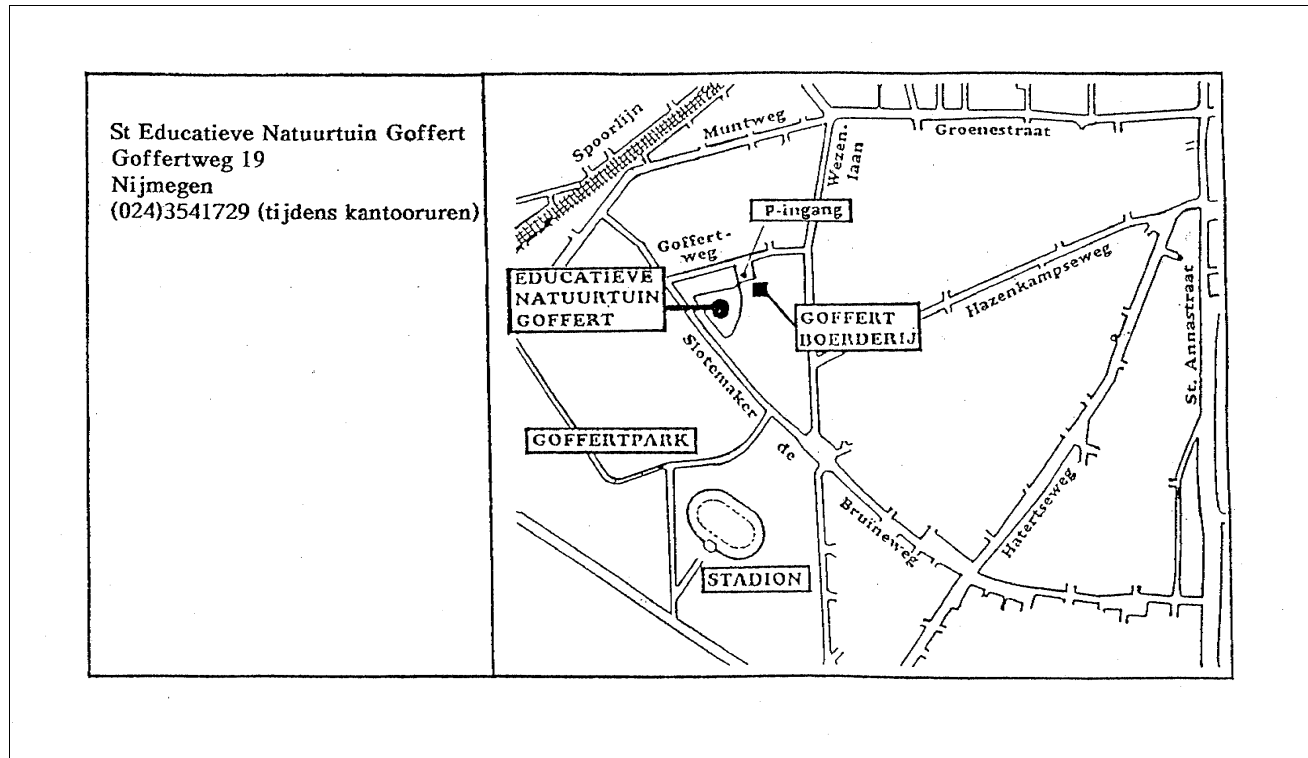 St Educatieve Natuurtuin Goffert
Goffertweg 19
Nijmegen
(024)3541729 (tijdens kantooruren)
Spoorlijn
Muntweg
Groenestraat
Wezen.
laan
P-ingang
Goffert-
weg
EDUCATIEVE
NATUURTUIN
GOFFERT
GOFFERT
BOERDERIJ
Hazenkampseweg
St. Annastraat
Slotemaker
de
Bruineweg
GOFFERTPARK
Hatertseweg
STADION